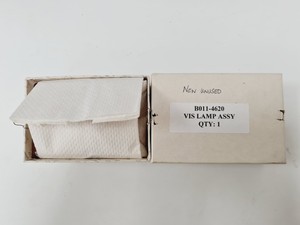 New unused
B011-4620
VIS LAMP ASSY
QTY: 1